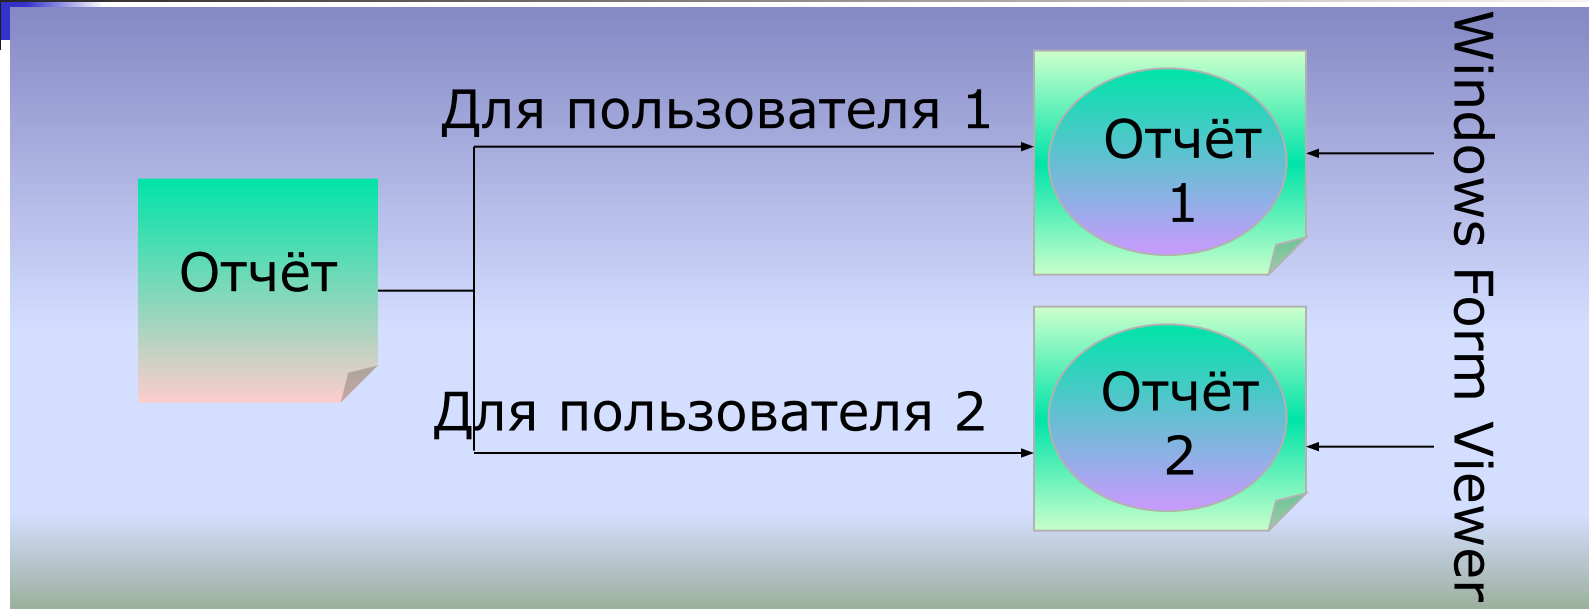 Отчёт
Для пользователя 1
Отчёт
1
Для пользователя 2
Отчёт
2
Windows Form Viewer